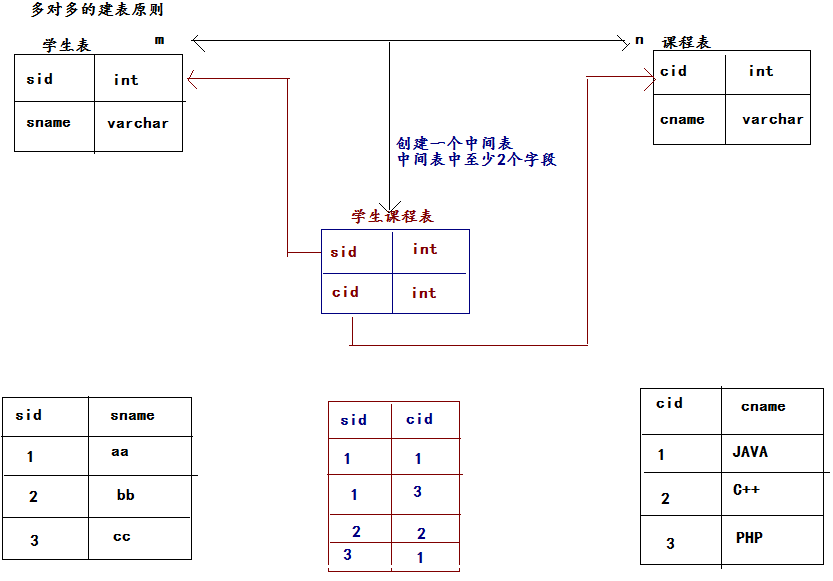 多对多的建表原则
学生表 m n 课程表
sid int
sname varchar
cid int
cname varchar
创建一个中间表
中间表中至少2个字段
学生课程表
sid int
cid int
sid sname
1 aa
2 bb
3 cc
sid cid
1 1
1 3
2 2
3 1
cid cname
1 JAVA
2 C++
3 PHP